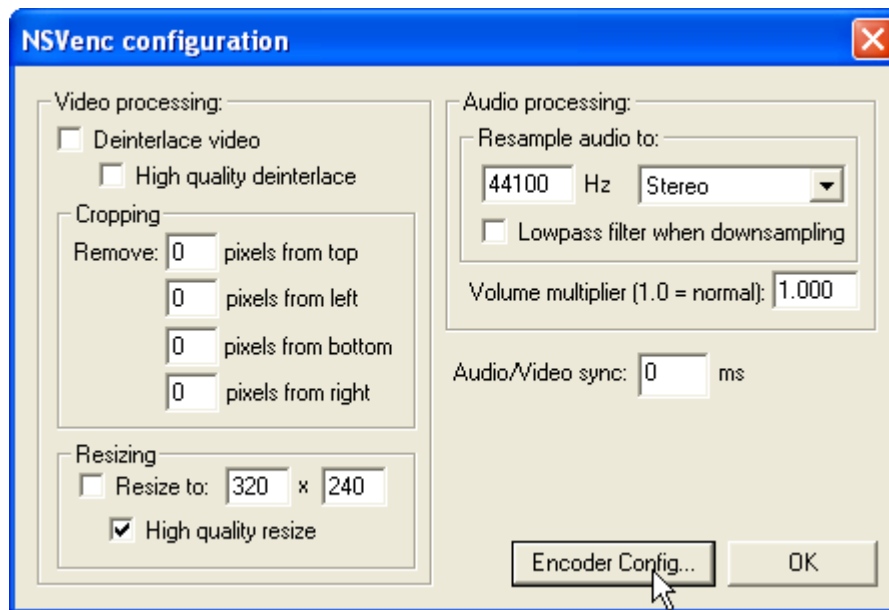 NSVenc configuration
Video processing:
Deinterlace video
High quality deinterlace
Cropping
Remove: 0 pixels from top
0 pixels from left
0 pixels from bottom
0 pixels from right
Resizing
Resize to: 320 x 240
High quality resize
Audio processing:
Resample audio to:
44100 Hz Stereo
Lowpass filter when downsampling
Volume multiplier (1.0 = normal): 1.000
Audio/Video sync: 0 ms
Encoder Config...
OK